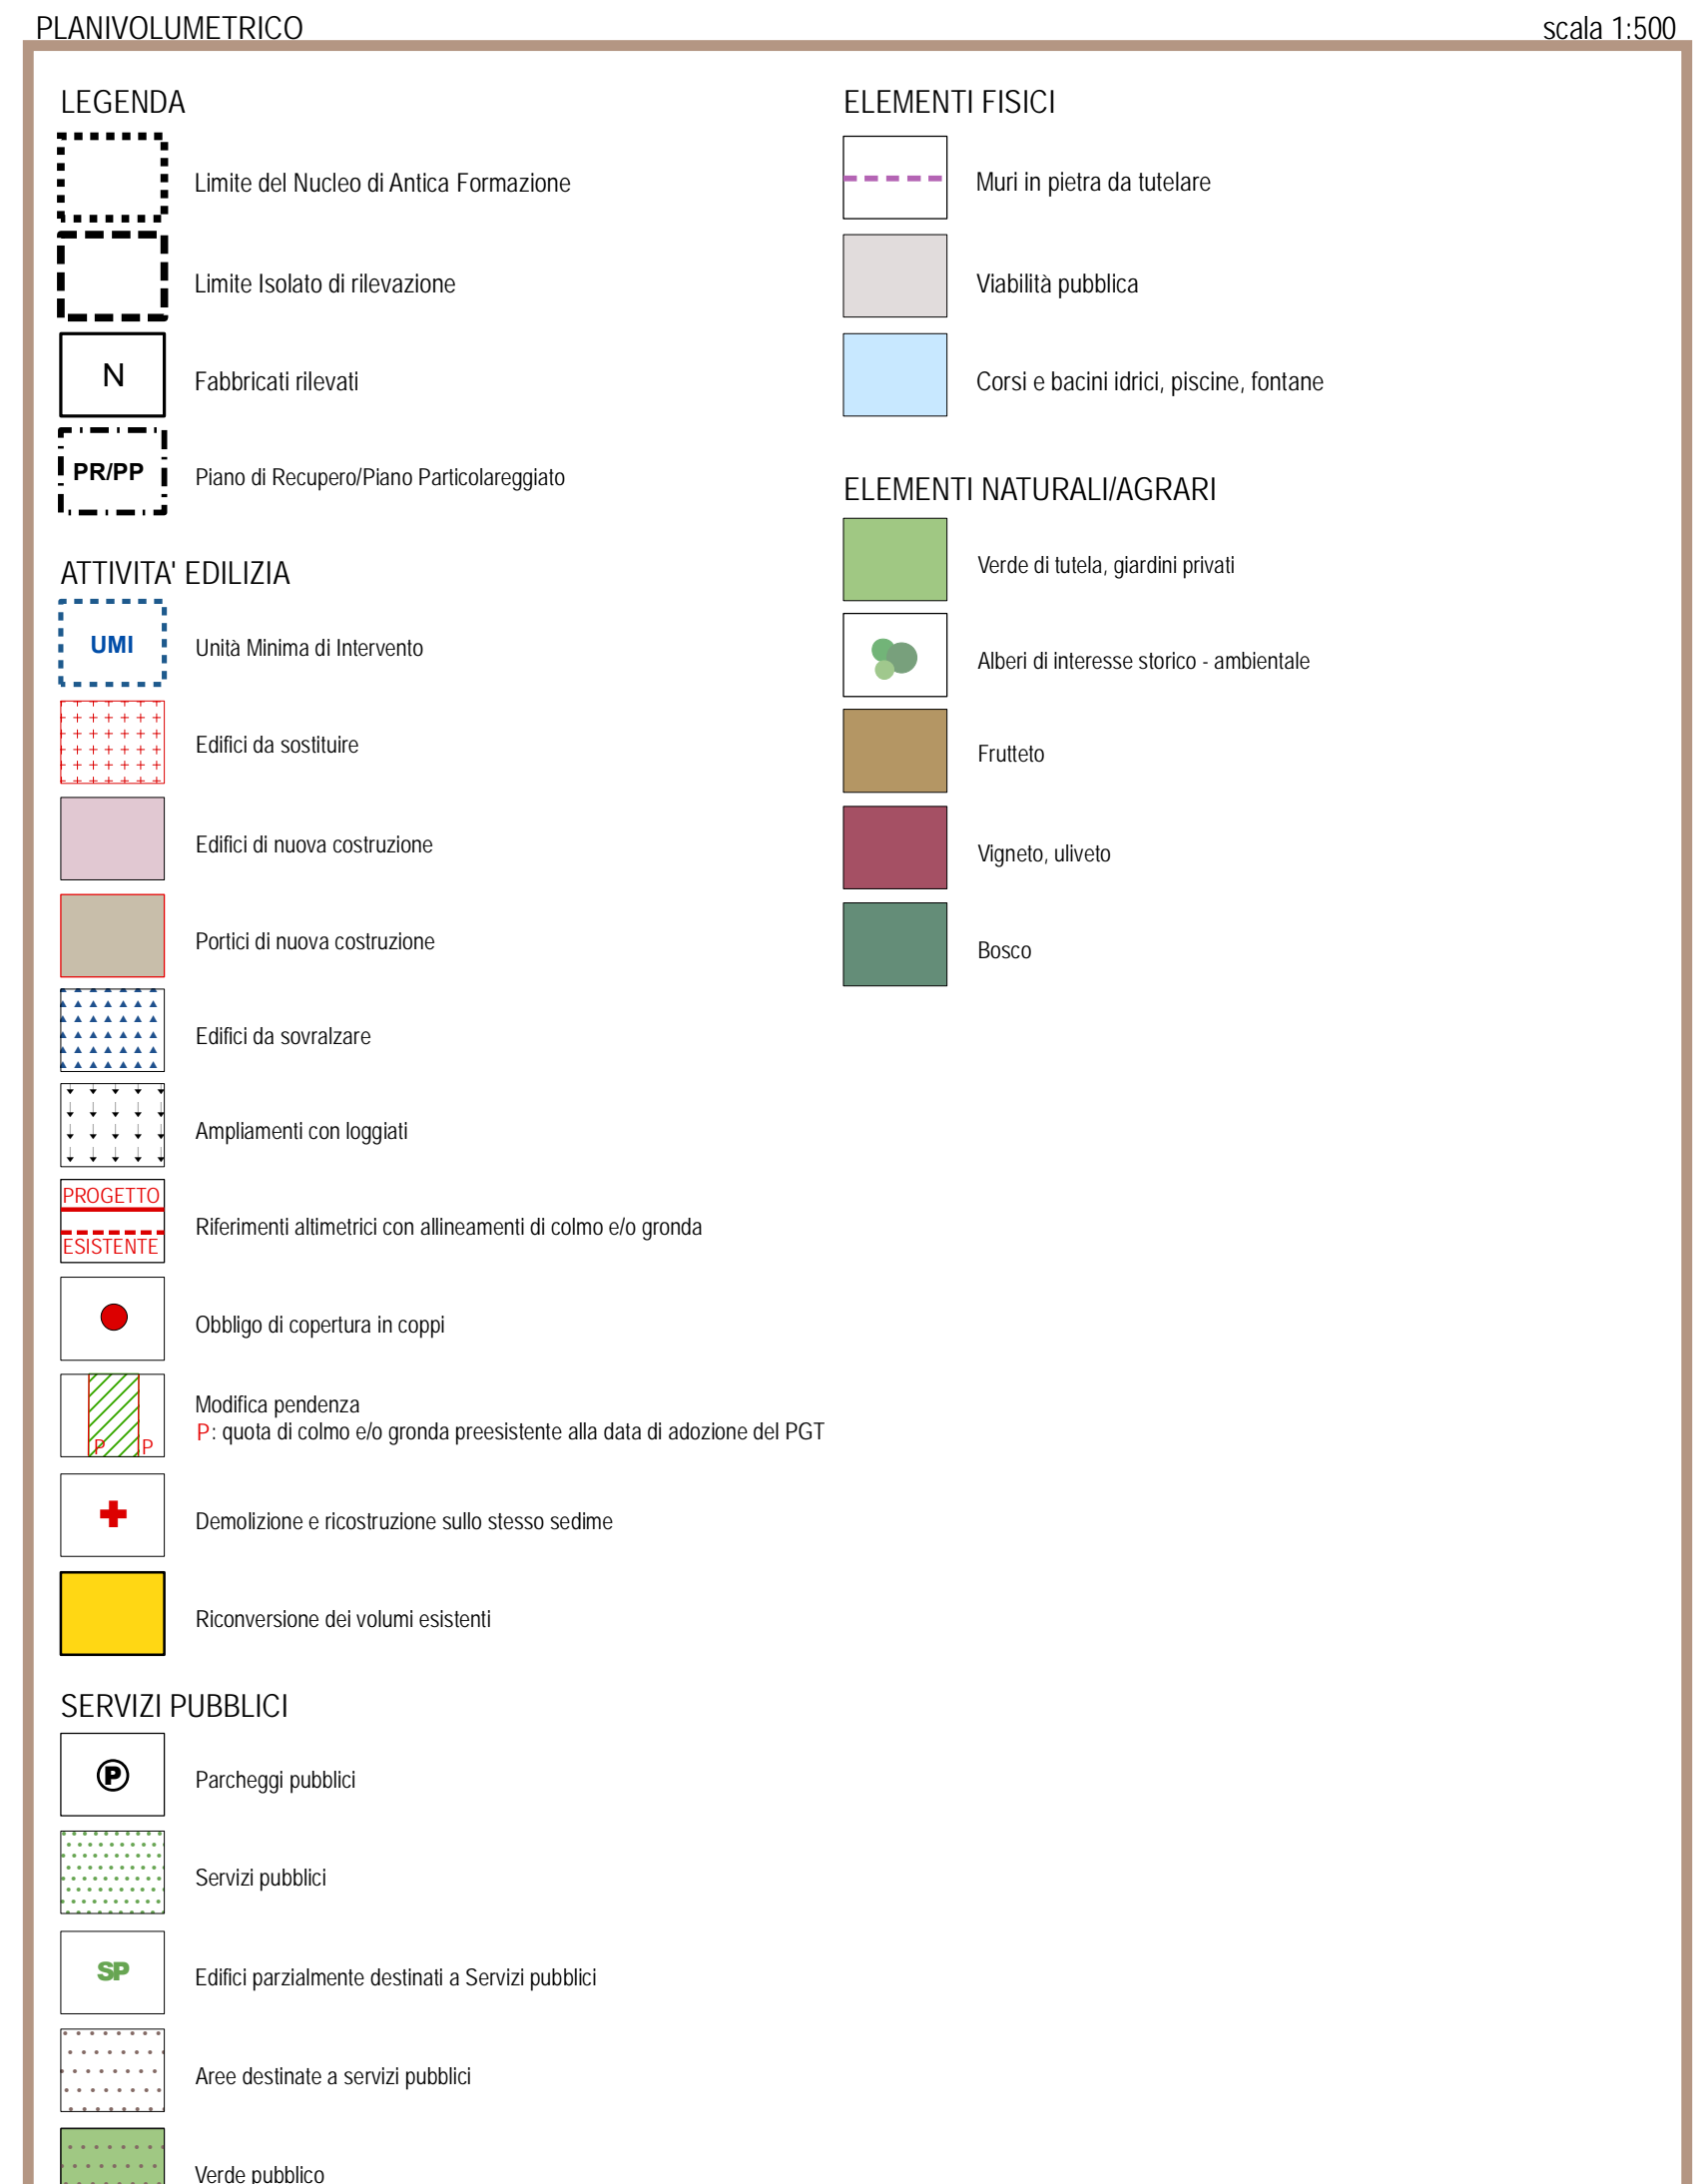 PLANIVOLUMETRICO
scala 1:500
LEGENDA
Limite del Nucleo di Antica Formazione
Limite Isolato di rilevazione
N
Fabbricati rilevati
PR/PP
Piano di Recupero/Piano Particolareggiato
ATTIVITA' EDILIZIA
UMI
Unità Minima di Intervento
Edifici da sostituire
Edifici di nuova costruzione
Portici di nuova costruzione
Edifici da sovralzare
Ampliamenti con loggiati
PROGETTO
ESISTENTE
Riferimenti altimetrici con allineamenti di colmo e/o gronda
Obbligo di copertura in coppi
Modifica pendenza
P: quota di colmo e/o gronda preesistente alla data di adozione del PGT
P P
Demolizione e ricostruzione sullo stesso sedime
Riconversione dei volumi esistenti
SERVIZI PUBBLICI
P
Parcheggi pubblici
Servizi pubblici
SP
Edifici parzialmente destinati a Servizi pubblici
Aree destinate a servizi pubblici
Verde pubblico
ELEMENTI FISICI
Muri in pietra da tutelare
Viabilità pubblica
Corsi e bacini idrici, piscine, fontane
ELEMENTI NATURALI/AGRARI
Verde di tutela, giardini privati
Alberi di interesse storico - ambientale
Frutteto
Vigneto, uliveto
Bosco